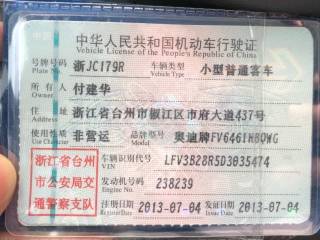 中华人民共和国机动车行驶证
Vehicle License of the People's Republic of China
号牌号码 浙JC179R 车辆类型 小型普通客车
Plate No. Vehicle Type
所有人 付建华
Owner
住址 浙江省台州市椒江区市府大道437号
Address
使用性质 非营运 品牌型号 奥迪牌FV6461HBQWG
Use Character Model
浙江省台州
市公安局交
通警察支队
车辆识别代号 LFV3B28R5D3035474
VIN
发动机号码 238239
Engine No.
注册日期 2013-07-04 发证日期 2013-07-04
Register Date Issue Date